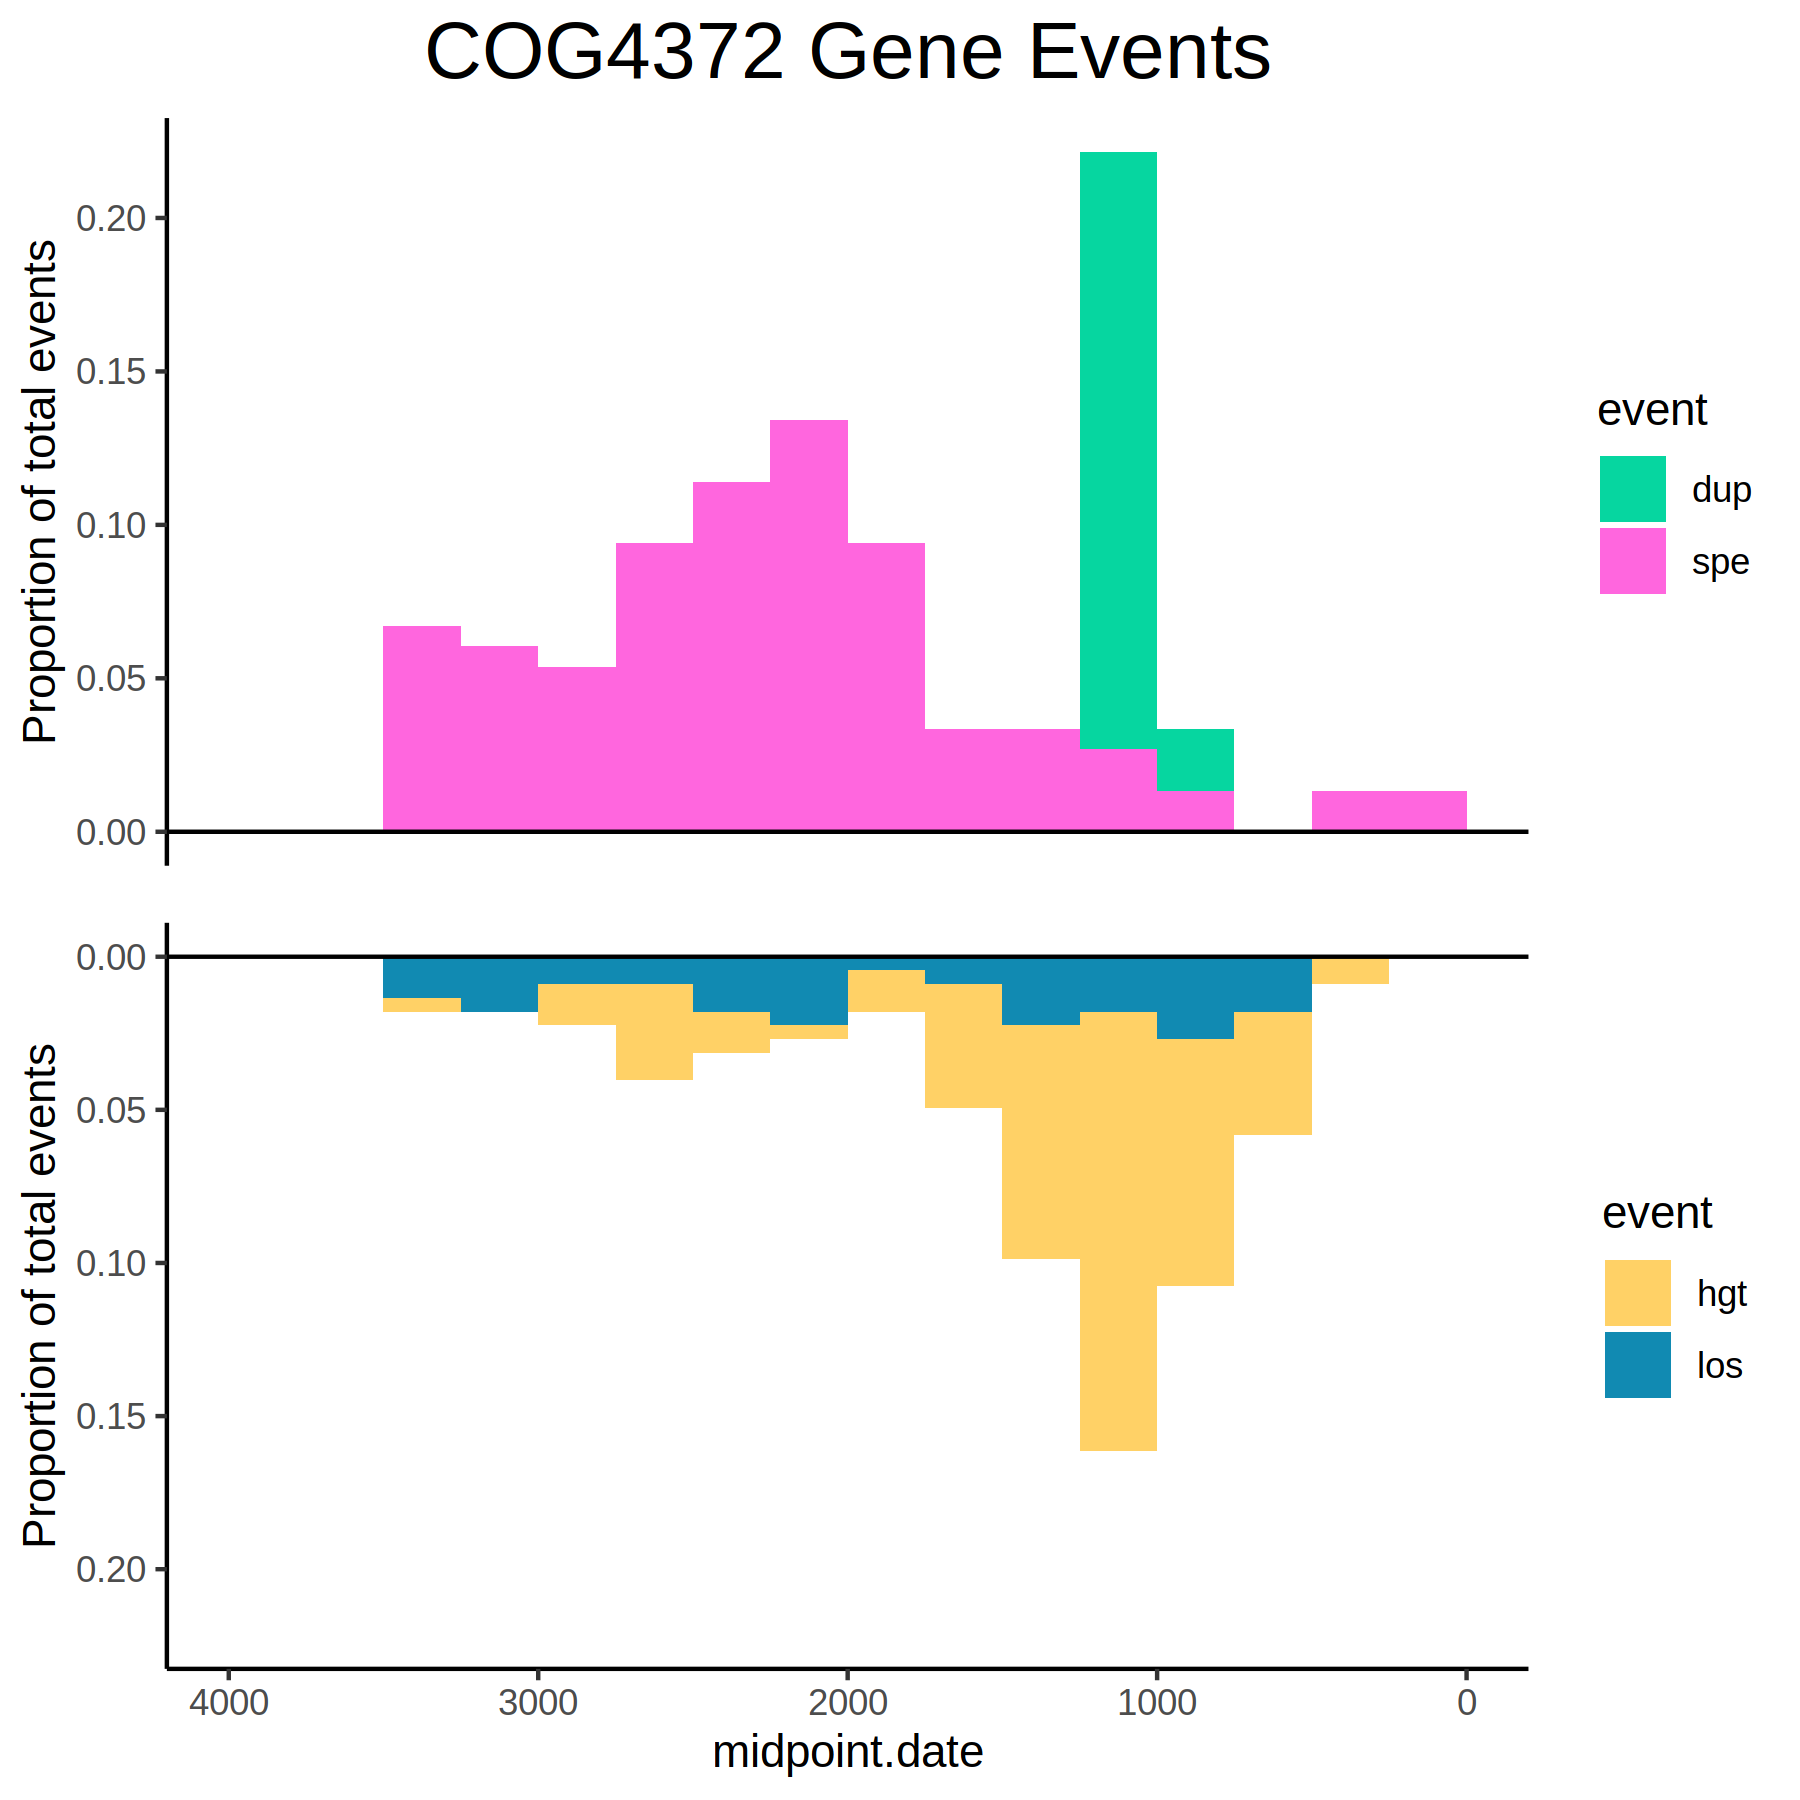 COG4372 Gene Events
Proportion of total events
0.20
0.15
0.10
0.05
0.00
event
dup
spe
Proportion of total events
0.00
0.05
0.10
0.15
0.20
event
hgt
los
4000 3000 2000 1000 0
midpoint.date